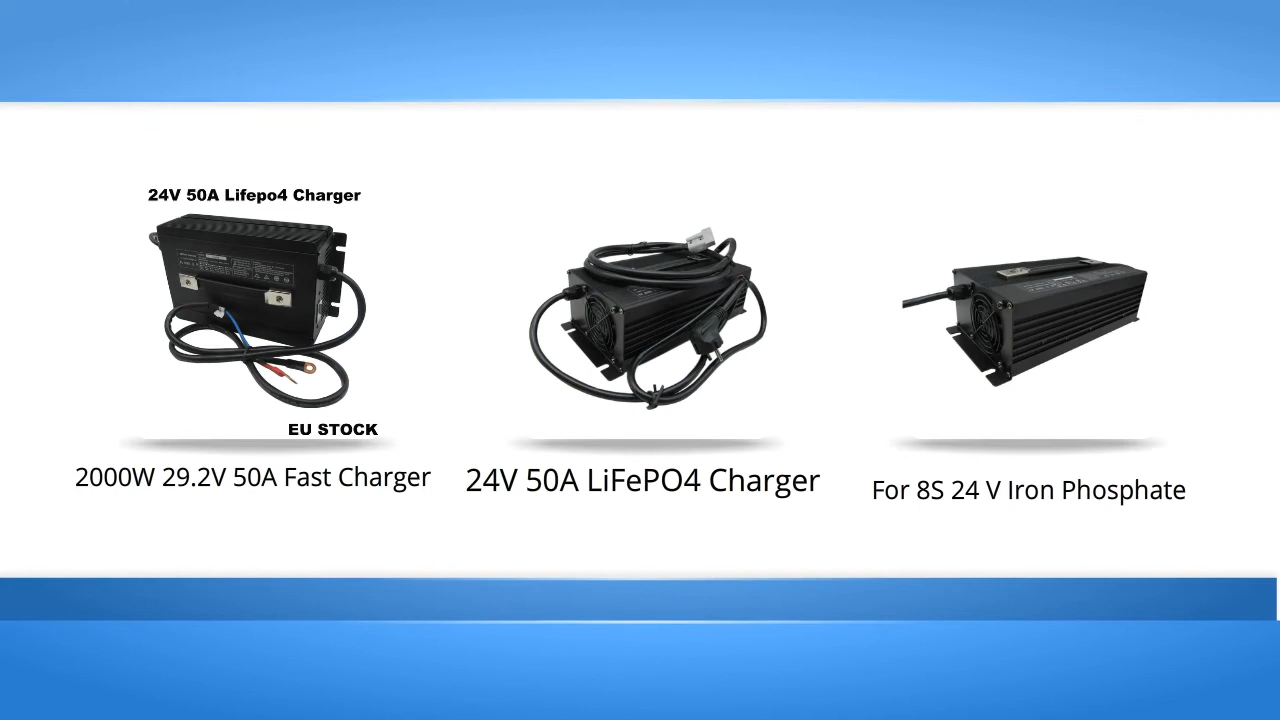 24V 50A Lifepo4 Charger
EU STOCK
2000W 29.2V 50A Fast Charger
24V 50A LiFePO4 Charger
For 8S 24 V Iron Phosphate